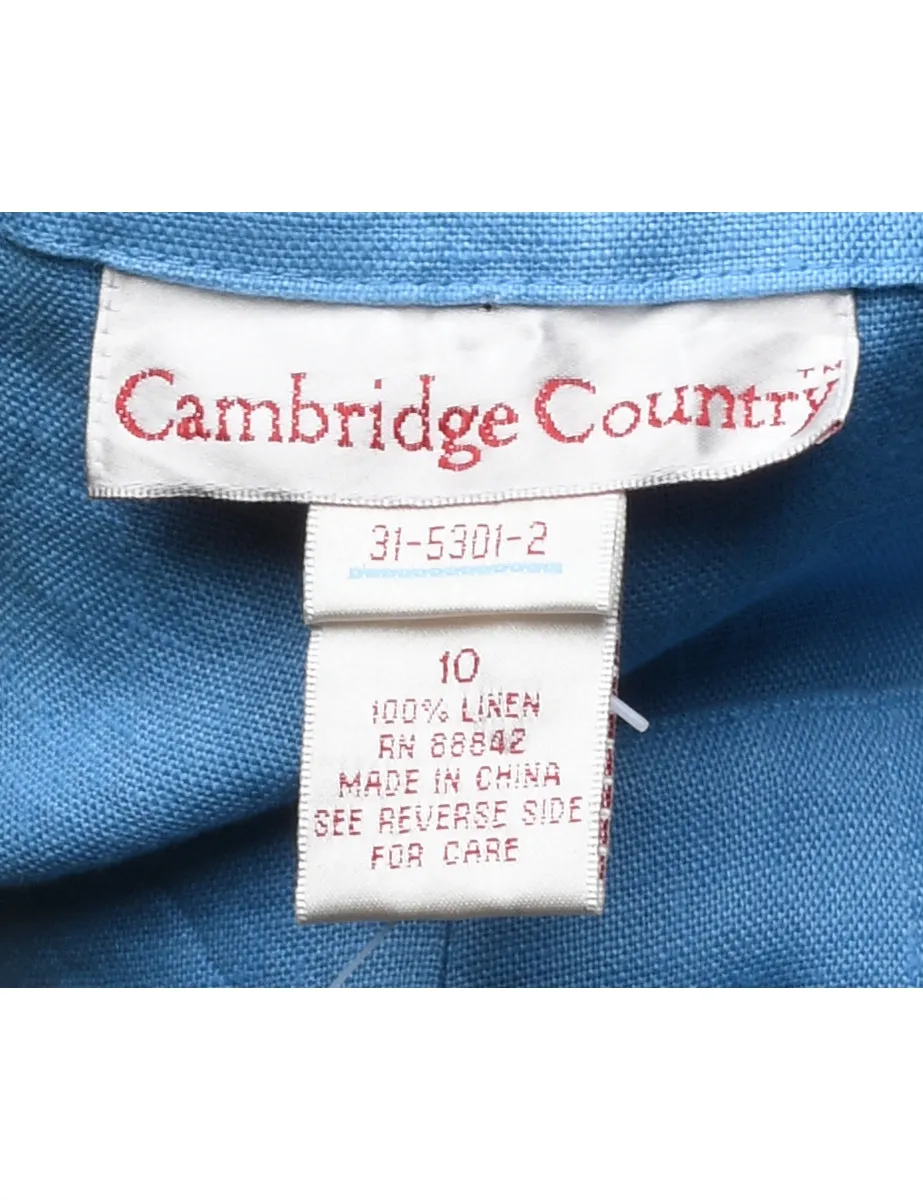 Cambridge Country™
31-5301-2
10
100% LINEN
RN 88842
MADE IN CHINA
SEE REVERSE SIDE
FOR CARE